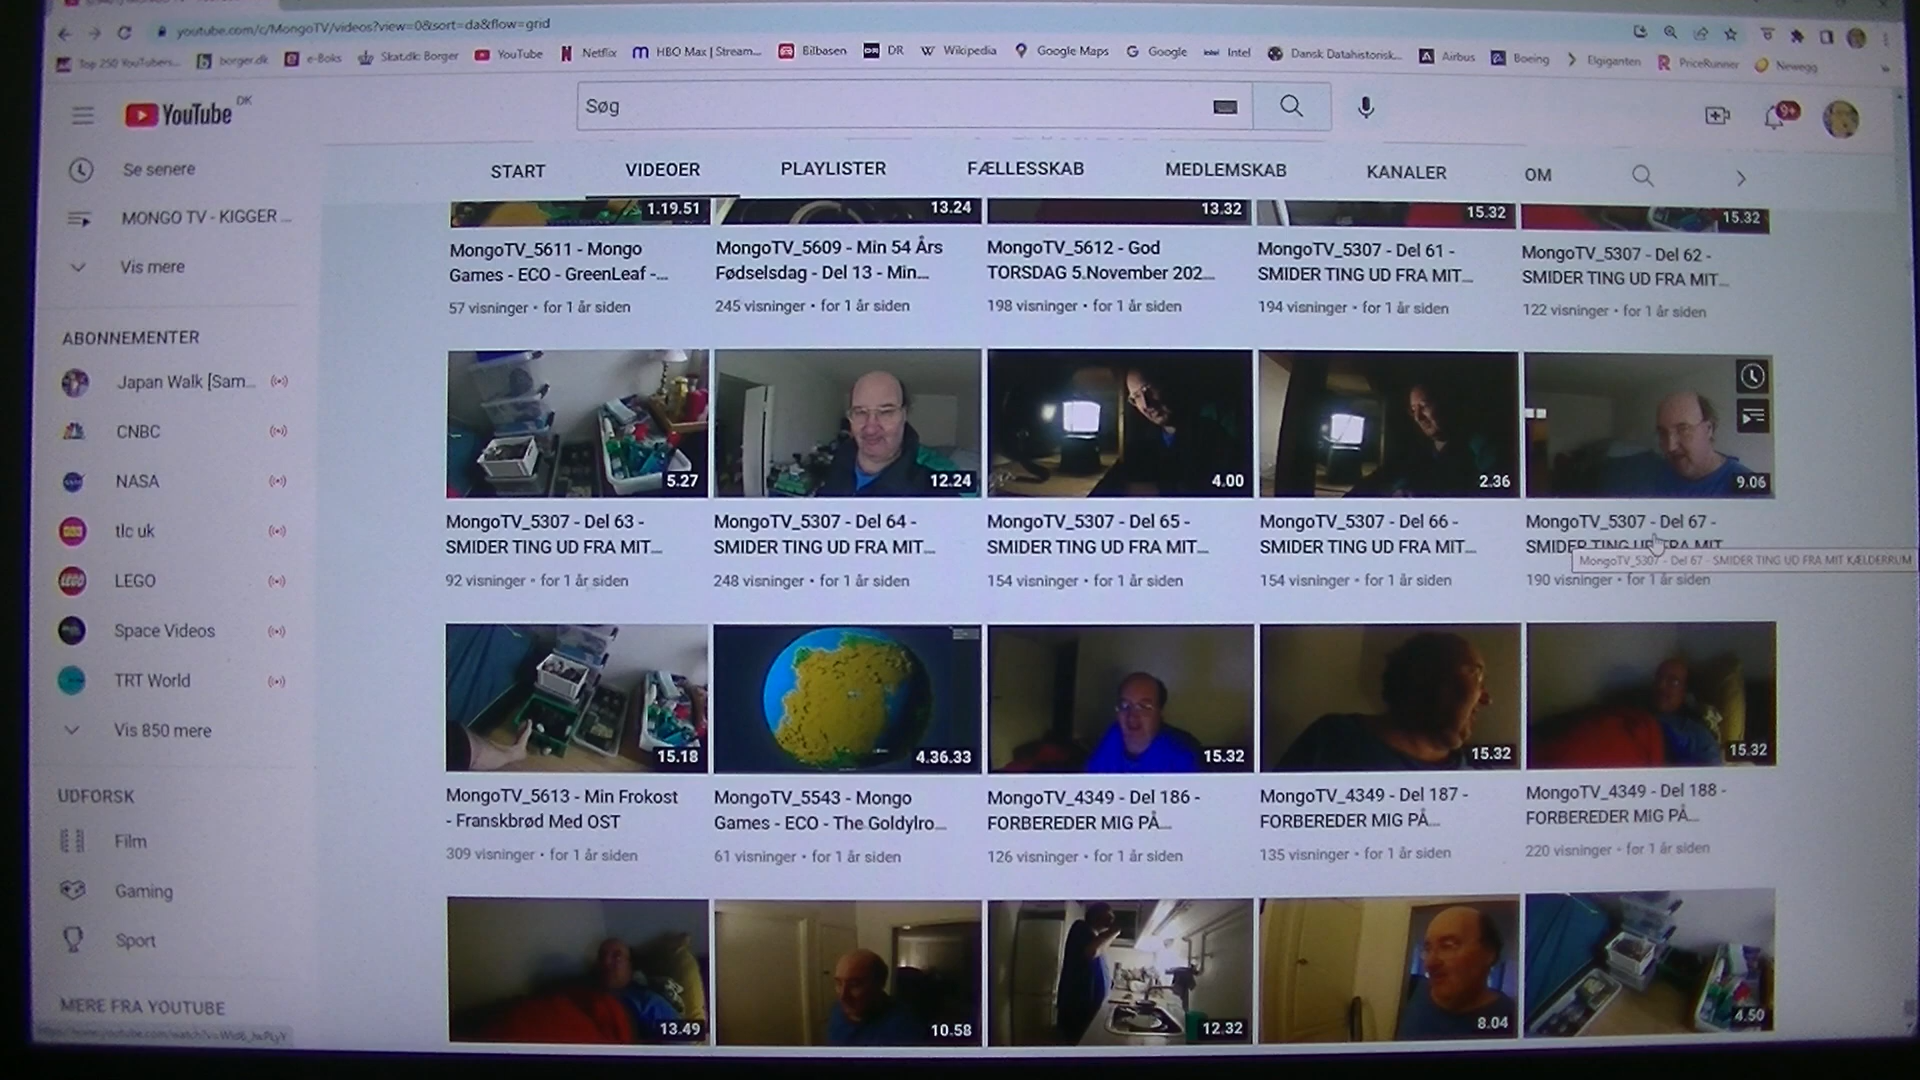 youtube.com/c/MongoTV/videos?view=0&sort=da&flow=grid
Top 250 YouTubers... borger.dk e-Boks Skat.dk: Borger YouTube Netflix HBO Max | Stream... Bilbasen DR Wikipedia Google Maps Google Intel Dansk Datahistorisk... Airbus Boeing Elgiganten PriceRunner Newegg
YouTube DK
Søg
9+
START VIDEOER PLAYLISTER FÆLLESSKAB MEDLEMSKAB KANALER OM
Se senere
MONGO TV - KIGGER ...
Vis mere
ABONNEMENTER
Japan Walk [Sam...
CNBC
NASA
tlc uk
LEGO
Space Videos
TRT World
Vis 850 mere
UDFORSK
Film
Gaming
Sport
MERE FRA YOUTUBE
1.19.51 13.24 13.32 15.32 15.32
MongoTV_5611 - Mongo
Games - ECO - GreenLeaf -...
57 visninger • for 1 år siden
MongoTV_5609 - Min 54 Års
Fødselsdag - Del 13 - Min...
245 visninger • for 1 år siden
MongoTV_5612 - God
TORSDAG 5.November 202...
198 visninger • for 1 år siden
MongoTV_5307 - Del 61 -
SMIDER TING UD FRA MIT...
194 visninger • for 1 år siden
MongoTV_5307 - Del 62 -
SMIDER TING UD FRA MIT...
122 visninger • for 1 år siden
5.27 12.24 4.00 2.36 9.06
MongoTV_5307 - Del 63 -
SMIDER TING UD FRA MIT...
92 visninger • for 1 år siden
MongoTV_5307 - Del 64 -
SMIDER TING UD FRA MIT...
248 visninger • for 1 år siden
MongoTV_5307 - Del 65 -
SMIDER TING UD FRA MIT...
154 visninger • for 1 år siden
MongoTV_5307 - Del 66 -
SMIDER TING UD FRA MIT...
154 visninger • for 1 år siden
MongoTV_5307 - Del 67 -
SMIDER TING UD FRA MIT
MongoTV_5307 - Del 67 - SMIDER TING UD FRA MIT KÆLDERRUM
190 visninger • for 1 år siden
15.18 4.36.33 15.32 15.32 15.32
MongoTV_5613 - Min Frokost
- Franskbrød Med OST
309 visninger • for 1 år siden
MongoTV_5543 - Mongo
Games - ECO - The Goldylro...
61 visninger • for 1 år siden
MongoTV_4349 - Del 186 -
FORBEREDER MIG PÅ...
126 visninger • for 1 år siden
MongoTV_4349 - Del 187 -
FORBEREDER MIG PÅ...
135 visninger • for 1 år siden
MongoTV_4349 - Del 188 -
FORBEREDER MIG PÅ...
220 visninger • for 1 år siden
13.49 10.58 12.32 8.04 4.50